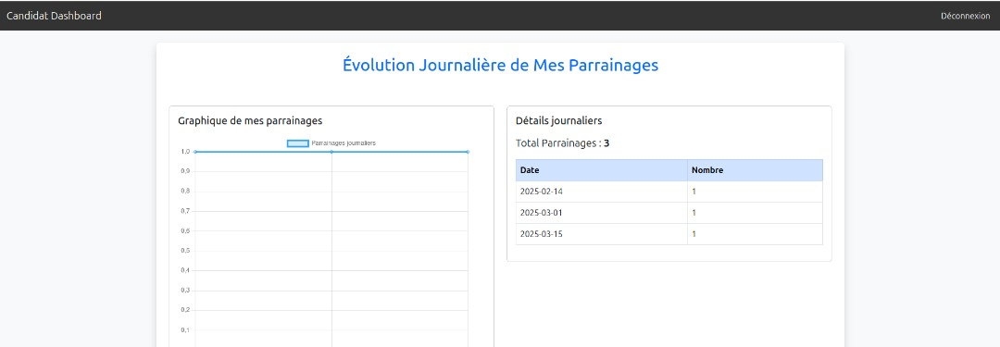 Candidat Dashboard
Déconnexion
Évolution Journalière de Mes Parrainages
Graphique de mes parrainages
Parrainages journaliers
1,0
0,9
0,8
0,7
0,6
0,5
0,4
0,3
0,2
0,1
Détails journaliers
Total Parrainages : 3
Date Nombre
2025-02-14 1
2025-03-01 1
2025-03-15 1